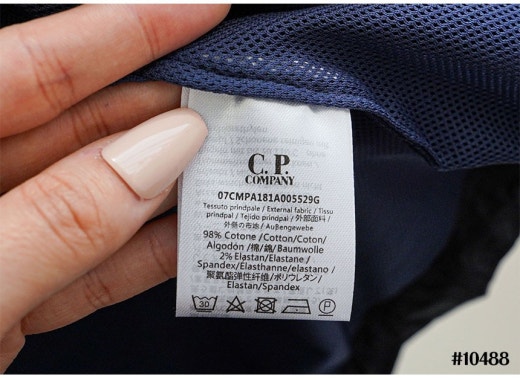 C.P.
COMPANY
07CMPA181A005529G
Tessuto prindpale / External fabric / Tissu
prindpal / Tejido prindpal / 外部面料 /
外側の布地 / Außengewebe
98% Cotone /Cotton/Coton/
Algodón /棉/綿/Baumwolle
2% Elastan/Elastane/
Spandex/Elasthanne/elastano /
聚氨酯弹性纤维/ポリウレタン/
Elastan/Spandex
30
#10488